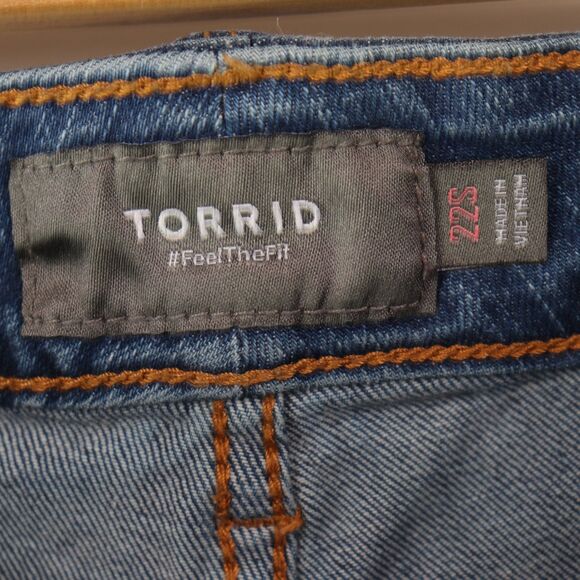 TORRID
#FeelTheFit
22S
MADE IN
VIETNAM